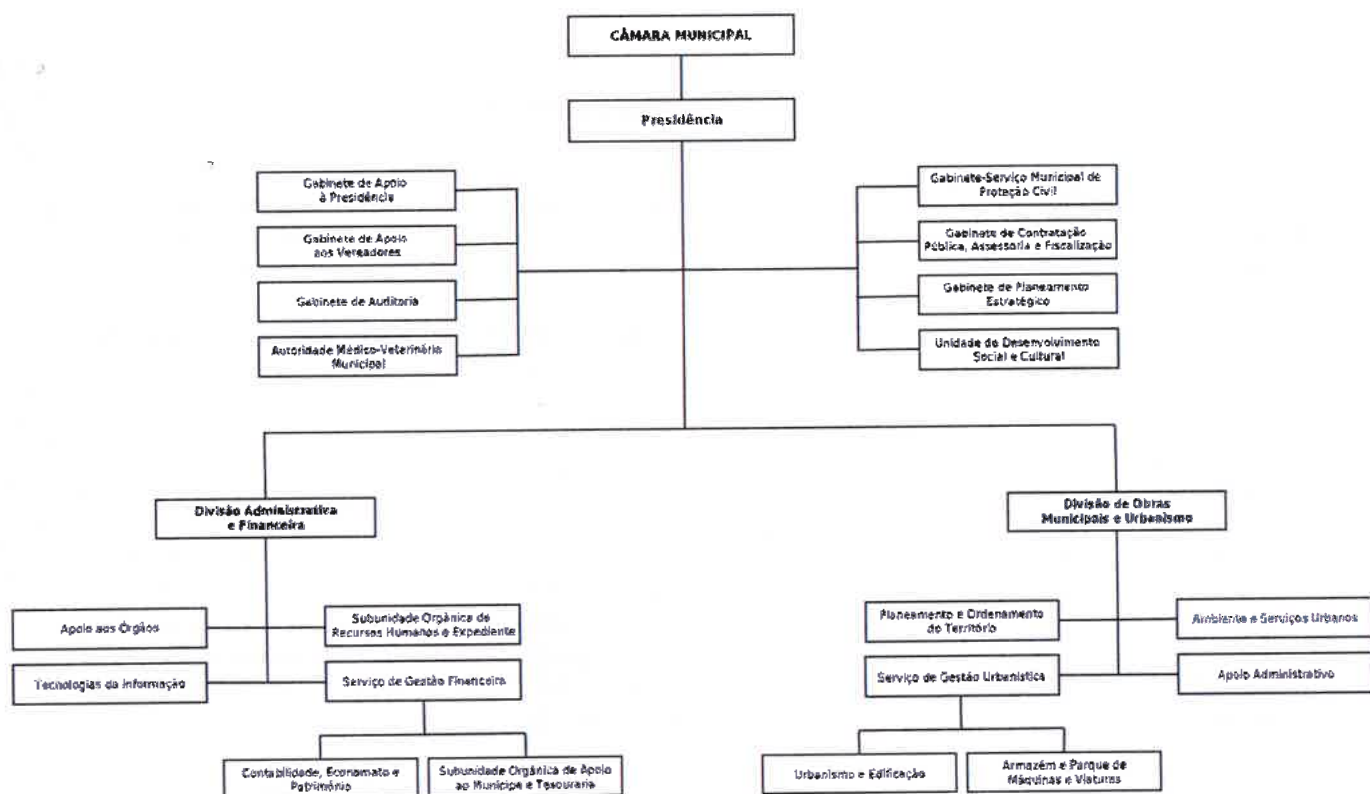 CÂMARA MUNICIPAL
Presidência
Gabinete de Apoio
à Presidência
Gabinete de Apoio
aos Vereadores
Gabinete de Auditoria
Autoridade Médico-Veterinário
Municipal
Gabinete-Serviço Municipal de
Proteção Civil
Gabinete de Contratação
Pública, Assessoria e Fiscalização
Gabinete de Planeamento
Estratégico
Unidade de Desenvolvimento
Social e Cultural
Divisão Administrativa
e Financeira
Divisão de Obras
Municipais e Urbanismo
Apoio aos Órgãos
Subunidade Orgânica de
Recursos Humanos e Expediente
Tecnologias da Informação
Serviço de Gestão Financeira
Contabilidade, Economato e
Património
Subunidade Orgânica de Apoio
ao Munícipe e Tesouraria
Planeamento e Ordenamento
do Território
Ambiente e Serviços Urbanos
Serviço de Gestão Urbanística
Apoio Administrativo
Urbanismo e Edificação
Armazém e Parque de
Máquinas e Viaturas